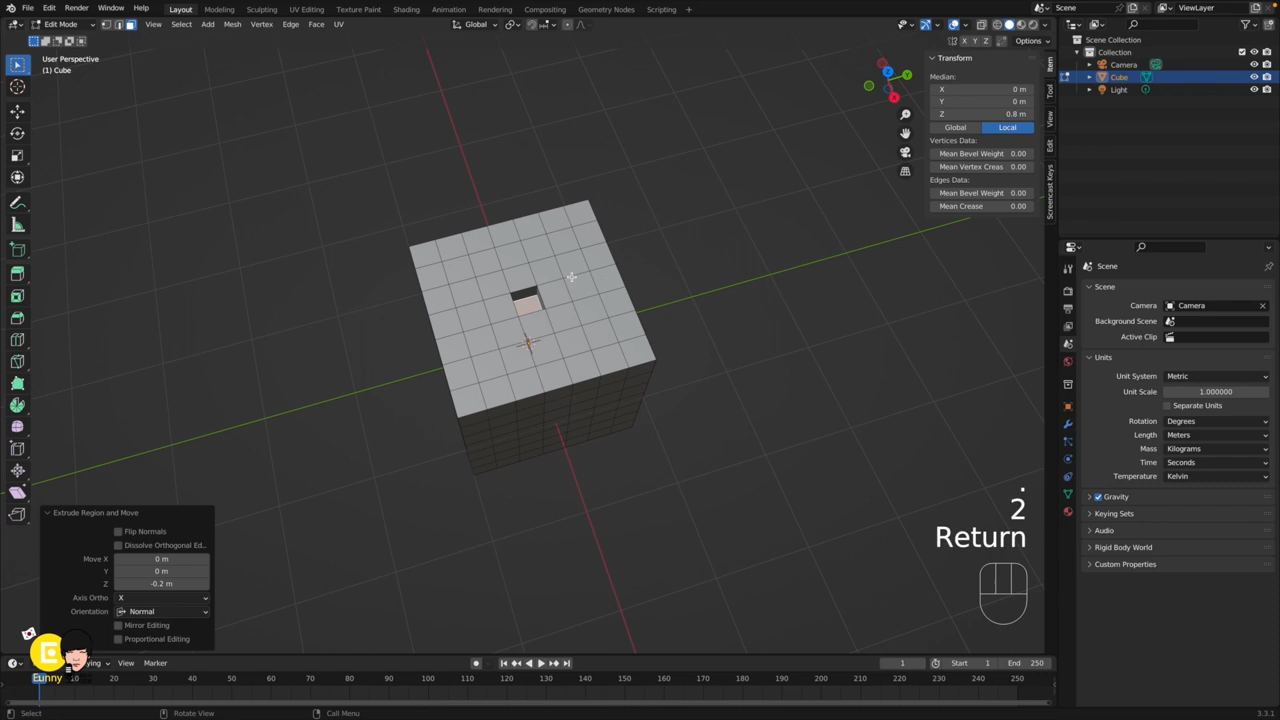 File Edit Render Window Help Layout Modeling Sculpting UV Editing Texture Paint Shading Animation Rendering Compositing Geometry Nodes Scripting Scene ViewLayer
Edit Mode View Select Add Mesh Vertex Edge Face UV Global
X Y Z Options
User Perspective
(1) Cube
Transform
Median:
X 0 m
Y 0 m
Z 0.8 m
Global Local
Vertices Data:
Mean Bevel Weight 0.00
Mean Vertex Creas 0.00
Edges Data:
Mean Bevel Weight 0.00
Mean Crease 0.00
Item
Tool
View
Edit
Screencast Keys
Z
Y
X
Scene Collection
Collection
Camera
Cube
Light
Scene
Scene
Camera Camera
Background Scene
Active Clip
Units
Unit System Metric
Unit Scale 1.000000
Separate Units
Rotation Degrees
Length Meters
Mass Kilograms
Time Seconds
Temperature Kelvin
Gravity
Keying Sets
Audio
Rigid Body World
Custom Properties
.
2
Return
Extrude Region and Move
Flip Normals
Dissolve Orthogonal Ed...
Move X 0 m
Y 0 m
Z -0.2 m
Axis Ortho X
Orientation Normal
Mirror Editing
Proportional Editing
View Marker 1 Start 1 End 250
Eunny
10 20 30 40 50 60 70 80 90 100 110 120 130 140 150 160 170 180 190 200 210 220 230 240 250
Select Rotate View Call Menu 3.3.1